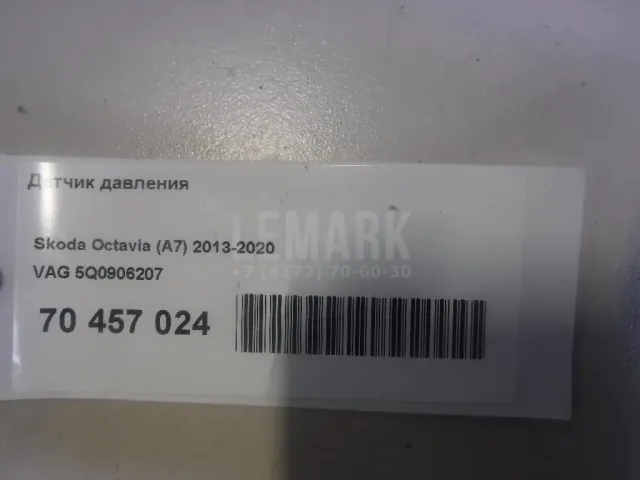 Датчик давления
LEMARK
Skoda Octavia (A7) 2013-2020
+7 (8172) 70-60-30
VAG 5Q0906207
70 457 024